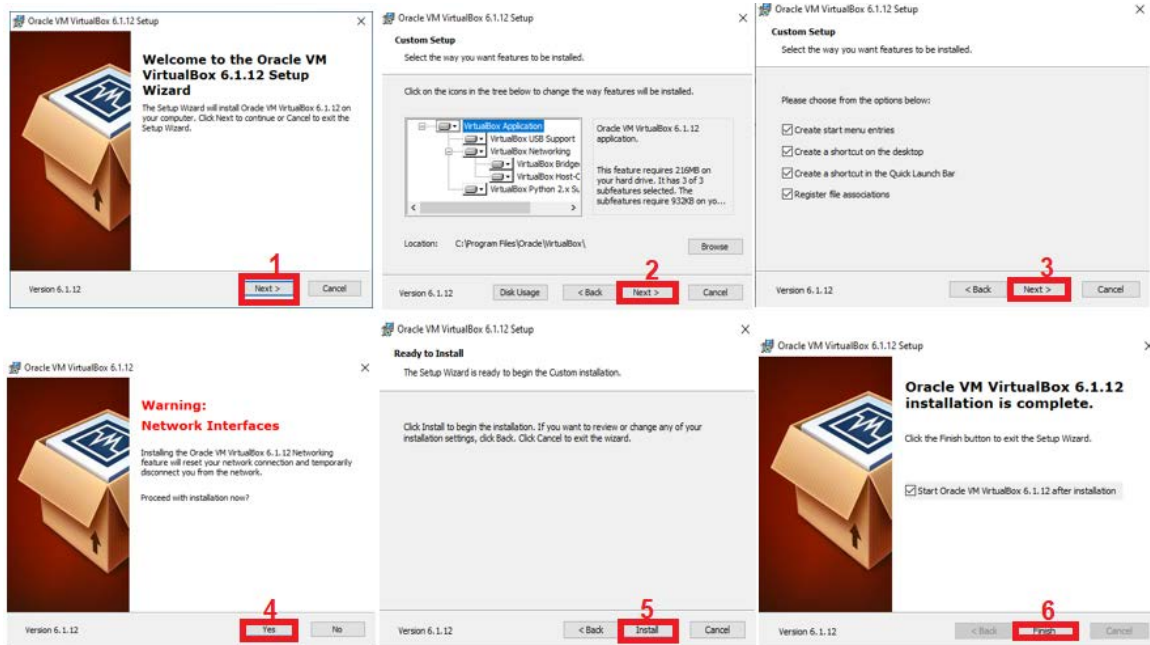 Oracle VM VirtualBox 6.1.12 Setup
Welcome to the Oracle VM
VirtualBox 6.1.12 Setup
Wizard
The Setup Wizard will install Oracle VM VirtualBox 6.1.12 on
your computer. Click Next to continue or Cancel to exit the
Setup Wizard.
1
Version 6.1.12
Next >
Cancel
Oracle VM VirtualBox 6.1.12 Setup
Custom Setup
Select the way you want features to be installed.
Click on the icons in the tree below to change the way features will be installed.
VirtualBox Application
VirtualBox USB Support
VirtualBox Networking
VirtualBox Bridge
VirtualBox Host-C
VirtualBox Python 2.x Su
Oracle VM VirtualBox 6.1.12
application.
This feature requires 216MB on
your hard drive. It has 3 of 3
subfeatures selected. The
subfeatures require 932KB on yo...
Location: C:\Program Files\Oracle\VirtualBox\
Browse
2
Version 6.1.12
Disk Usage
< Back
Next >
Cancel
Oracle VM VirtualBox 6.1.12 Setup
Custom Setup
Select the way you want features to be installed.
Please choose from the options below:
Create start menu entries
Create a shortcut on the desktop
Create a shortcut in the Quick Launch Bar
Register file associations
3
Version 6.1.12
< Back
Next >
Cancel
Oracle VM VirtualBox 6.1.12
Warning:
Network Interfaces
Installing the Oracle VM VirtualBox 6.1.12 Networking
feature will reset your network connection and temporarily
disconnect you from the network.
Proceed with installation now?
4
Version 6.1.12
Yes
No
Oracle VM VirtualBox 6.1.12 Setup
Ready to Install
The Setup Wizard is ready to begin the Custom installation.
Click Install to begin the installation. If you want to review or change any of your
installation settings, click Back. Click Cancel to exit the wizard.
5
Version 6.1.12
< Back
Install
Cancel
Oracle VM VirtualBox 6.1.12 Setup
Oracle VM VirtualBox 6.1.12
installation is complete.
Click the Finish button to exit the Setup Wizard.
Start Oracle VM VirtualBox 6.1.12 after installation
6
Version 6.1.12
< Back
Finish
Cancel